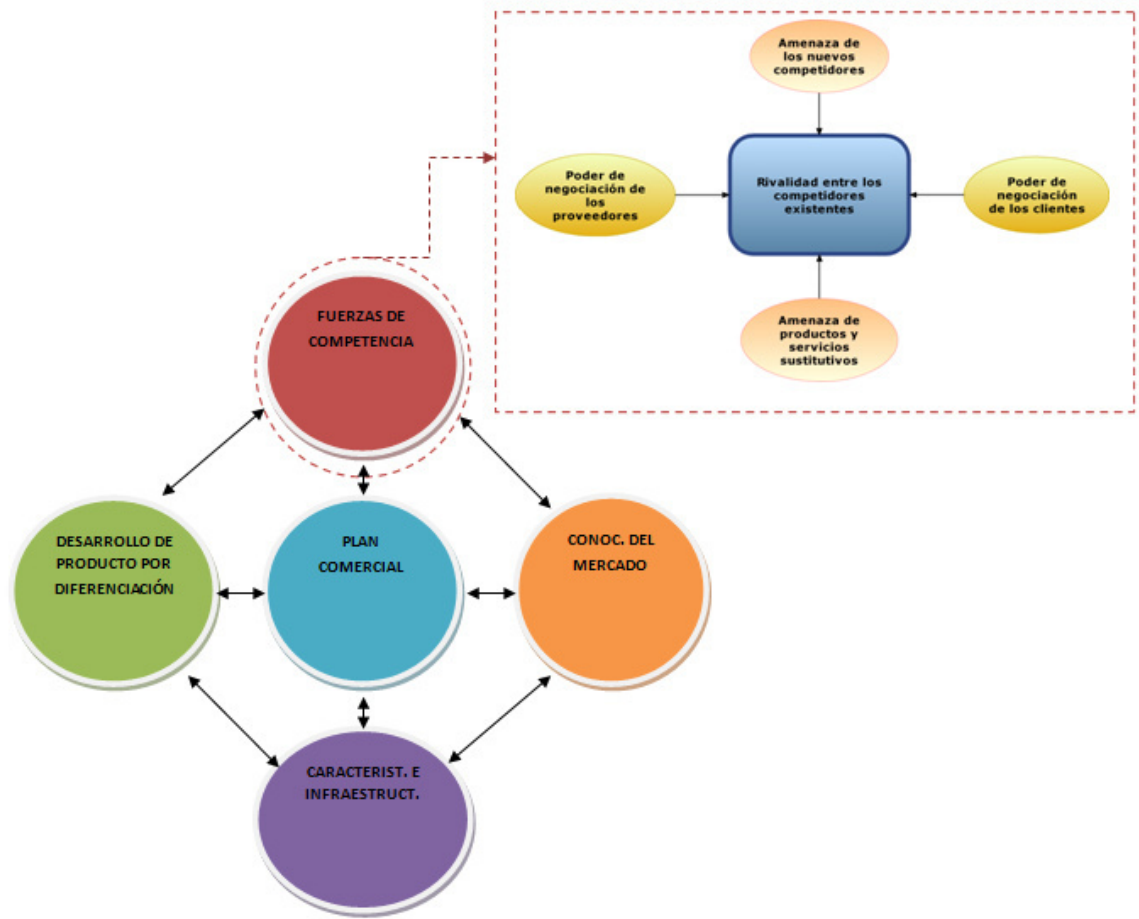 Amenaza de
los nuevos
competidores
Poder de
negociación de
los
proveedores
Rivalidad entre los
competidores
existentes
Poder de
negociación
de los clientes
Amenaza de
productos y
servicios
sustitutivos
FUERZAS DE
COMPETENCIA
DESARROLLO DE
PRODUCTO POR
DIFERENCIACIÓN
PLAN
COMERCIAL
CONOC. DEL
MERCADO
CARACTERIST. E
INFRAESTRUCT.